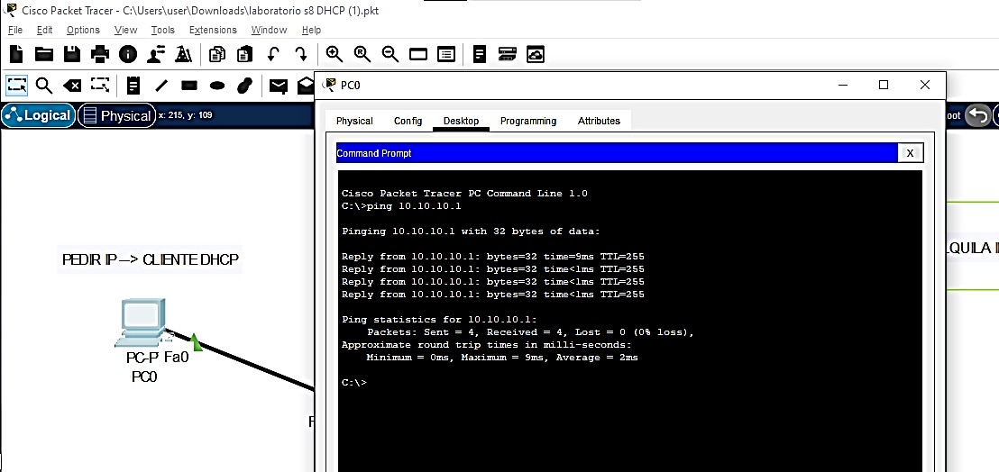 Cisco Packet Tracer - C:\Users\user\Downloads\laboratorio s8 DHCP (1).pkt
File Edit Options View Tools Extensions Window Help
PC0
Logical Physical x: 215, y: 109
oot
Physical Config Desktop Programming Attributes
Command Prompt
X
Cisco Packet Tracer PC Command Line 1.0
C:\>ping 10.10.10.1
Pinging 10.10.10.1 with 32 bytes of data:
Reply from 10.10.10.1: bytes=32 time=9ms TTL=255
Reply from 10.10.10.1: bytes=32 time<1ms TTL=255
Reply from 10.10.10.1: bytes=32 time<1ms TTL=255
Reply from 10.10.10.1: bytes=32 time<1ms TTL=255
Ping statistics for 10.10.10.1:
Packets: Sent = 4, Received = 4, Lost = 0 (0% loss),
Approximate round trip times in milli-seconds:
Minimum = 0ms, Maximum = 9ms, Average = 2ms
C:\>
PEDIR IP --> CLIENTE DHCP
PC-P Fa0
PC0
F
LQUILA